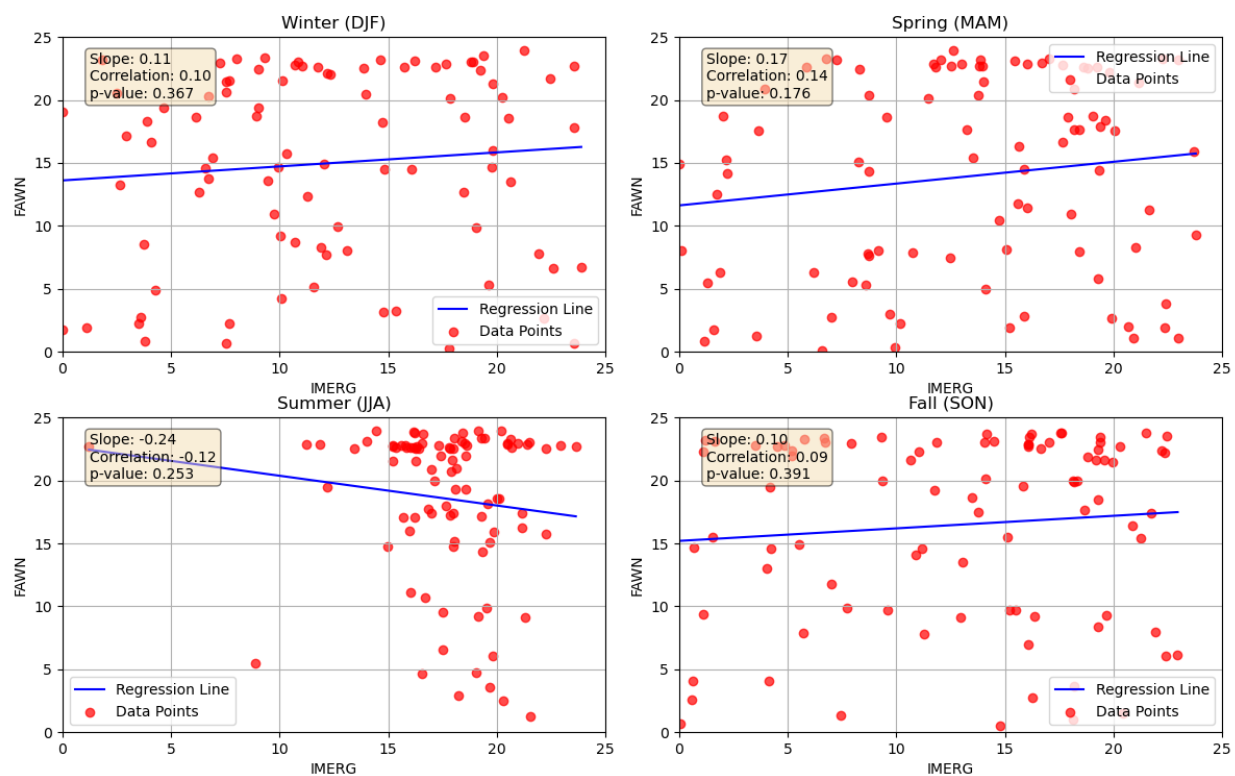 Winter (DJF)
25
20
15
10
5
0
FAWN
Slope: 0.11
Correlation: 0.10
p-value: 0.367
Regression Line
Data Points
0 5 10 15 20 25
IMERG
Spring (MAM)
25
20
15
10
5
0
FAWN
Slope: 0.17
Correlation: 0.14
p-value: 0.176
Regression Line
Data Points
0 5 10 15 20 25
IMERG
Summer (JJA)
25
20
15
10
5
0
FAWN
Slope: -0.24
Correlation: -0.12
p-value: 0.253
Regression Line
Data Points
0 5 10 15 20 25
IMERG
Fall (SON)
25
20
15
10
5
0
FAWN
Slope: 0.10
Correlation: 0.09
p-value: 0.391
Regression Line
Data Points
0 5 10 15 20 25
IMERG